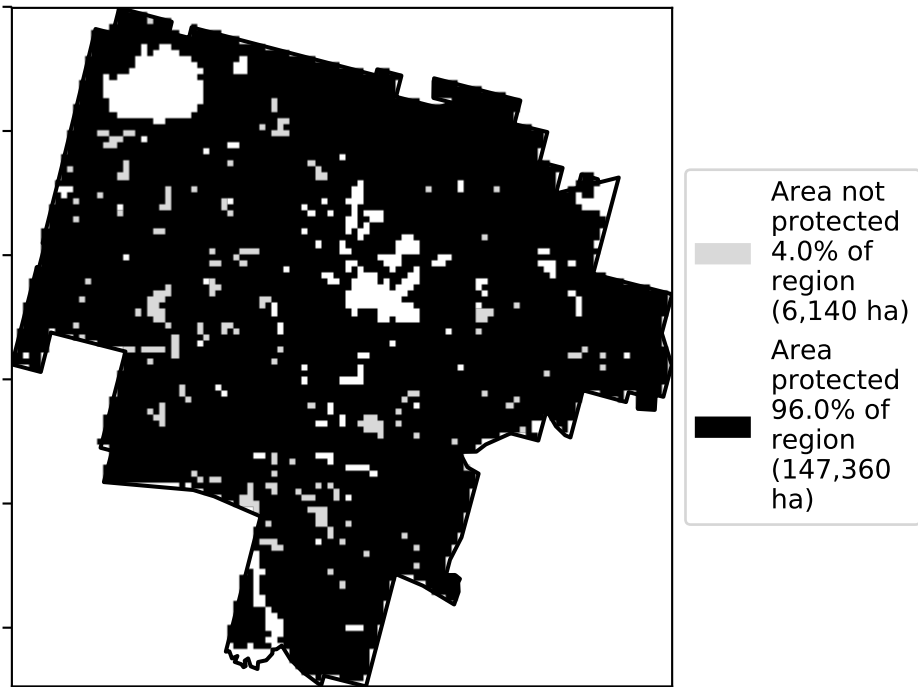 Area not
protected
4.0% of
region
(6,140 ha)
Area
protected
96.0% of
region
(147,360
ha)